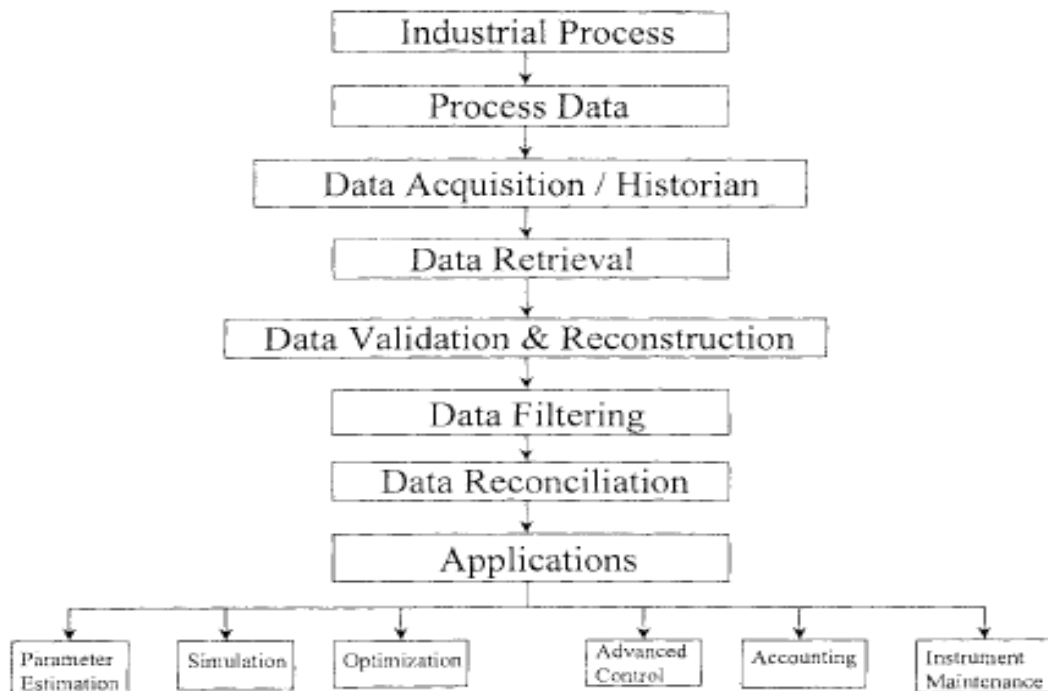 Industrial Process
Process Data
Data Acquisition / Historian
Data Retrieval
Data Validation & Reconstruction
Data Filtering
Data Reconciliation
Applications
Parameter
Estimation
Simulation
Optimization
Advanced
Control
Accounting
Instrument
Maintenance